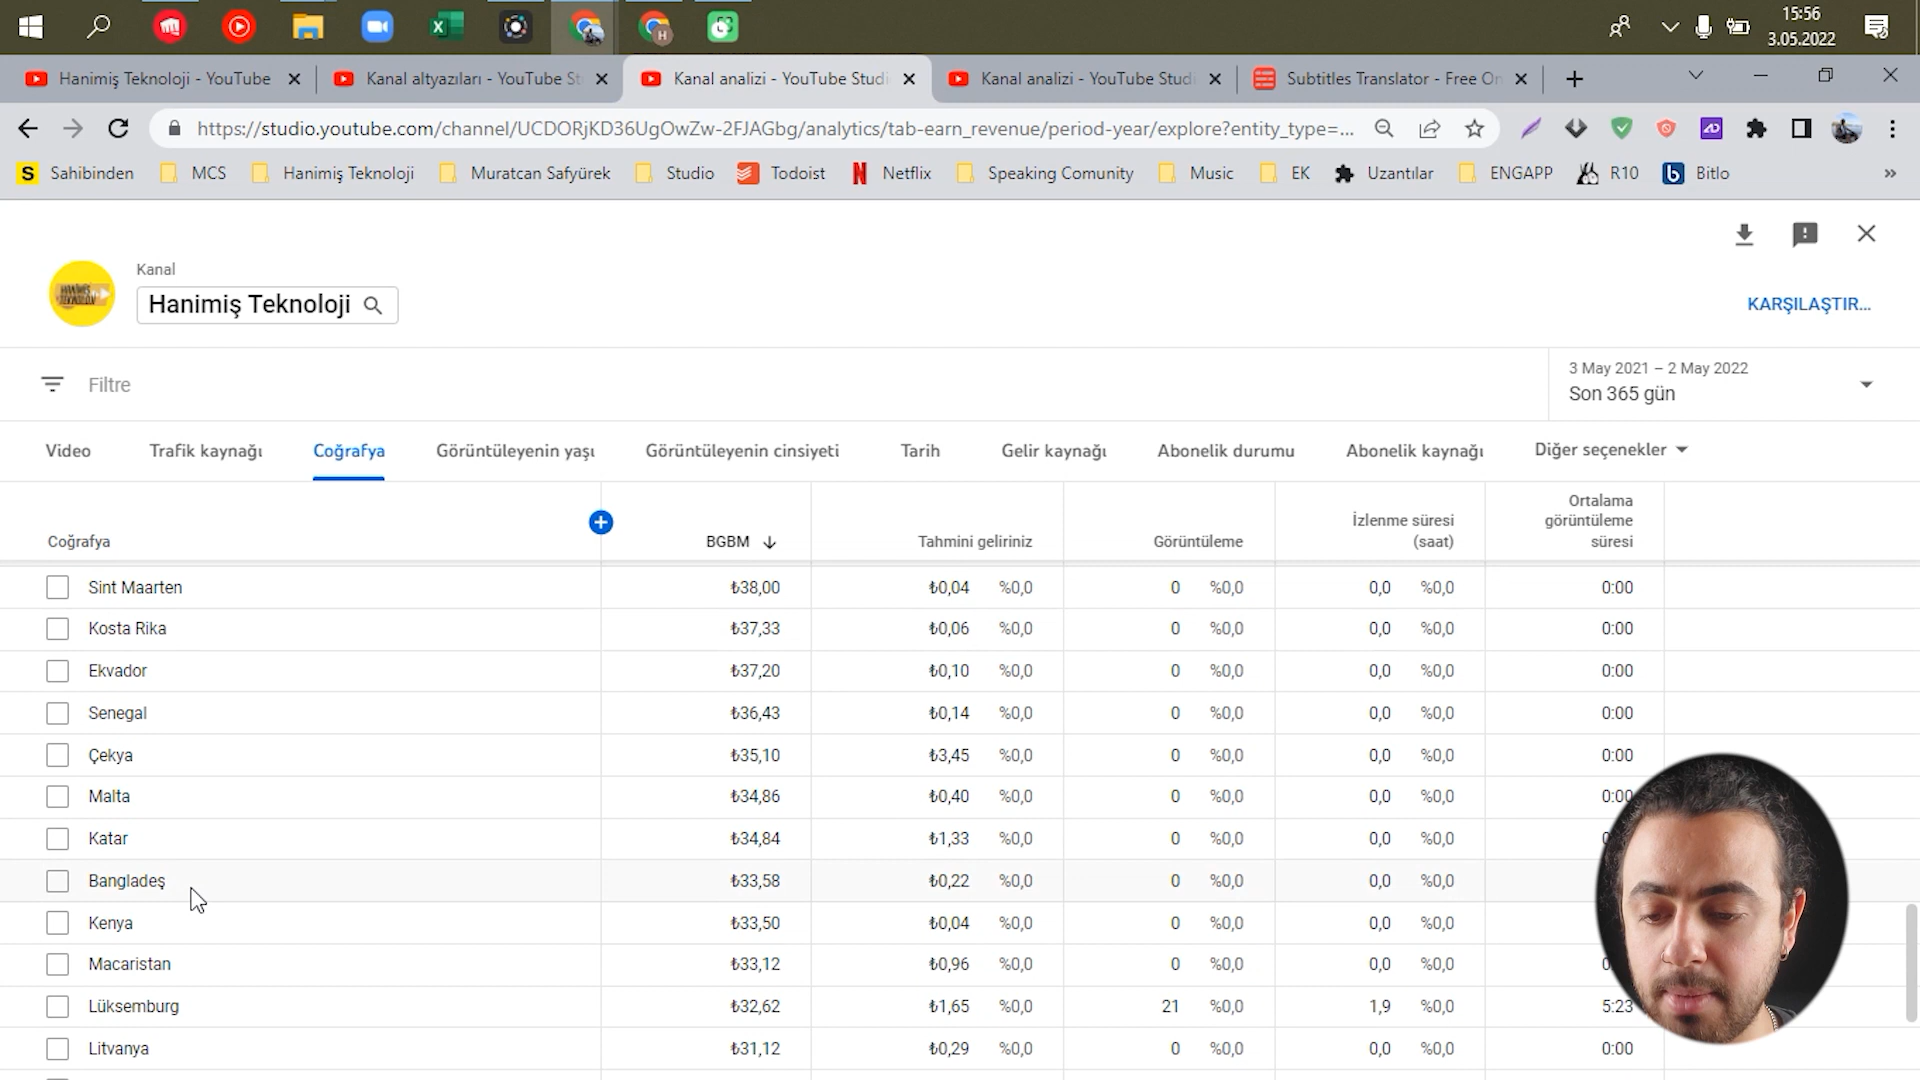 15:56
3.05.2022
Hanimiş Teknoloji - YouTube
Kanal altyazıları - YouTube St
Kanal analizi - YouTube Studi
Kanal analizi - YouTube Studi
Subtitles Translator - Free On
https://studio.youtube.com/channel/UCDORjKD36UgOwZw-2FJAGbg/analytics/tab-earn_revenue/period-year/explore?entity_type=...
Sahibinden
MCS
Hanimiş Teknoloji
Muratcan Safyürek
Studio
Todoist
Netflix
Speaking Comunity
Music
EK
Uzantılar
ENGAPP
R10
Bitlo
Kanal
Hanimiş Teknoloji
KARŞILAŞTIR...
Filtre
3 May 2021 – 2 May 2022
Son 365 gün
Video Trafik kaynağı Coğrafya Görüntüleyenin yaşı Görüntüleyenin cinsiyeti Tarih Gelir kaynağı Abonelik durumu Abonelik kaynağı Diğer seçenekler
Coğrafya BGBM Tahmini geliriniz Görüntüleme İzlenme süresi (saat) Ortalama görüntüleme süresi
Sint Maarten ₺38,00 ₺0,04 %0,0 0 %0,0 0,0 %0,0 0:00
Kosta Rika ₺37,33 ₺0,06 %0,0 0 %0,0 0,0 %0,0 0:00
Ekvador ₺37,20 ₺0,10 %0,0 0 %0,0 0,0 %0,0 0:00
Senegal ₺36,43 ₺0,14 %0,0 0 %0,0 0,0 %0,0 0:00
Çekya ₺35,10 ₺3,45 %0,0 0 %0,0 0,0 %0,0 0:00
Malta ₺34,86 ₺0,40 %0,0 0 %0,0 0,0 %0,0 0:00
Katar ₺34,84 ₺1,33 %0,0 0 %0,0 0,0 %0,0
Bangladeş ₺33,58 ₺0,22 %0,0 0 %0,0 0,0 %0,0
Kenya ₺33,50 ₺0,04 %0,0 0 %0,0 0,0 %0,0
Macaristan ₺33,12 ₺0,96 %0,0 0 %0,0 0,0 %0,0
Lüksemburg ₺32,62 ₺1,65 %0,0 21 %0,0 1,9 %0,0 5:23
Litvanya ₺31,12 ₺0,29 %0,0 0 %0,0 0,0 %0,0 0:00